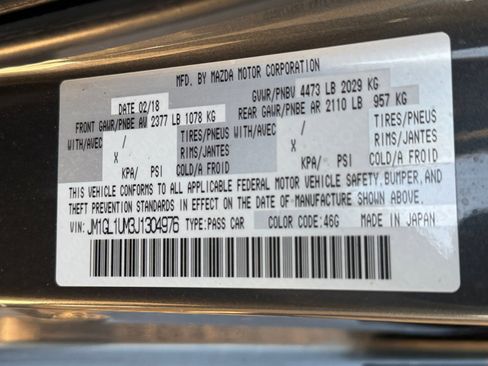 MFD. BY MAZDA MOTOR CORPORATION
DATE 02/18 GVWR/PNBV 4473 LB 2029 KG
FRONT GAWR/PNBE AV 2377 LB 1078 KG REAR GAWR/PNBE AR 2110 LB 957 KG
WITH/AVEC / TIRES/PNEUS WITH/AVEC / TIRES/PNEUS
X RIMS/JANTES X RIMS/JANTES
KPA/ PSI COLD/A FROID KPA/ PSI COLD/A FROID
THIS VEHICLE CONFORMS TO ALL APPLICABLE FEDERAL MOTOR VEHICLE SAFETY, BUMPER, AND
THEFT PREVENTION STANDARDS IN EFFECT ON THE DATE OF MANUFACTURE SHOWN ABOVE.
VIN: JM1GL1UM3J1304976 TYPE:PASS CAR COLOR CODE:46G MADE IN JAPAN